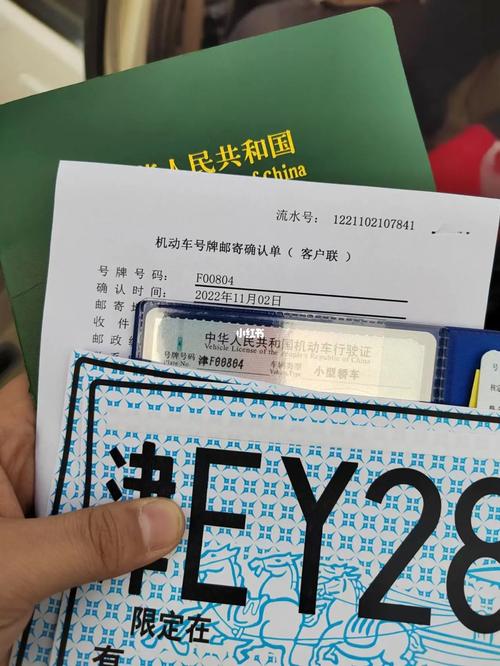 人民共和国
of China
流水号： 1221102107841
机动车号牌邮寄确认单（ 客户联 ）
号 牌 号 码 ： F00804
确 认 时 间 ： 2022年11月02日
邮 寄
收 件
邮 政 编
小红书
中华人民共和国机动车行驶证
Vehicle License of the People's Republic of China
号牌号码 津F00804 车辆类型 小型轿车
Plate No.
津EY28
限定在
有